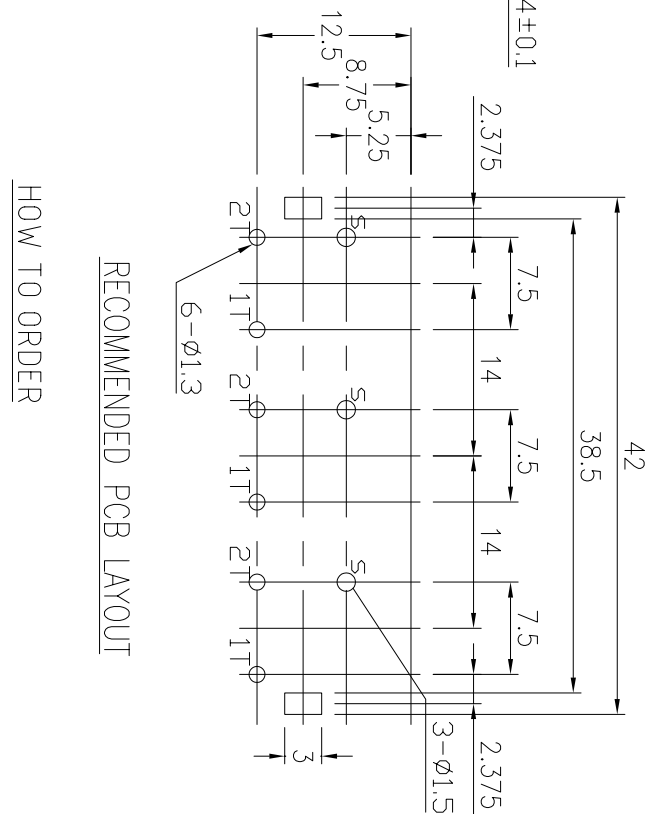 42
38.5
4±0.1
7.5
7.5
7.5
2.375
14
14
2.375
3-ø1.5
5.25
8.75
12.5
S
S
S
3
2T
1T
2T
1T
2T
1T
6-ø1.3
RECOMMENDED PCB LAYOUT
HOW TO ORDER